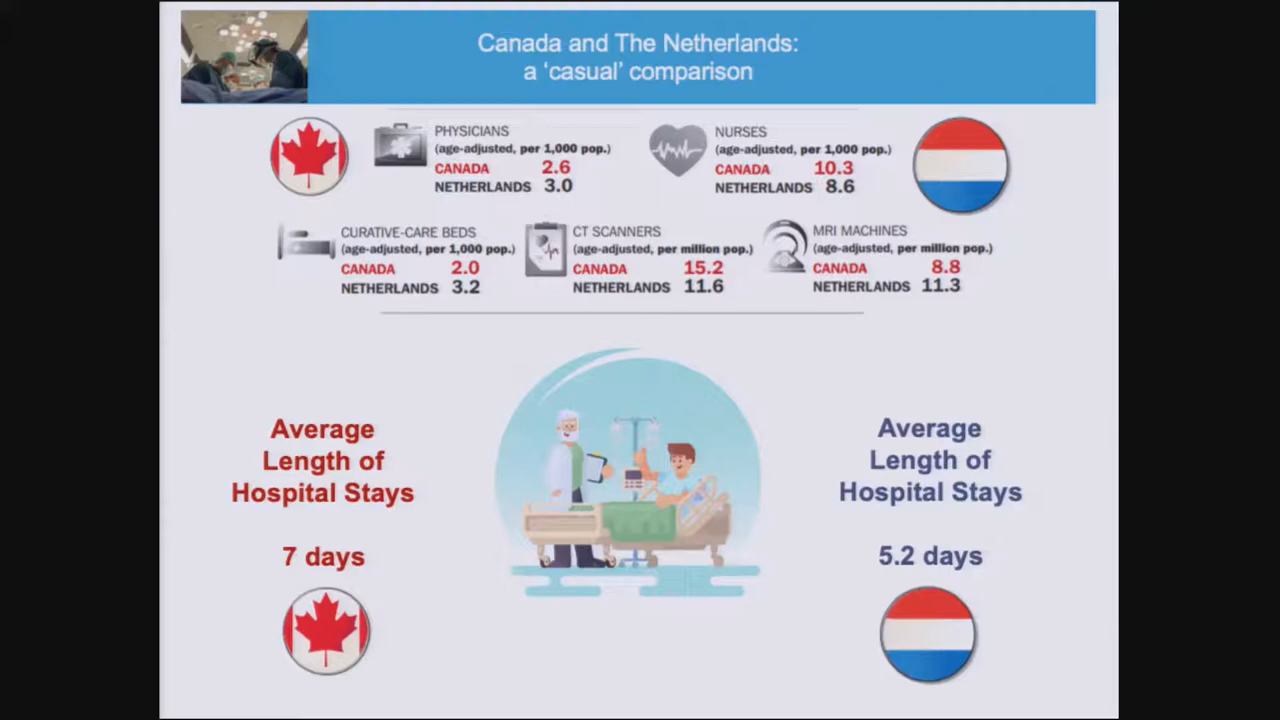 Canada and The Netherlands:
a ‘casual’ comparison
PHYSICIANS
(age-adjusted, per 1,000 pop.)
CANADA 2.6
NETHERLANDS 3.0
NURSES
(age-adjusted, per 1,000 pop.)
CANADA 10.3
NETHERLANDS 8.6
CURATIVE-CARE BEDS
(age-adjusted, per 1,000 pop.)
CANADA 2.0
NETHERLANDS 3.2
CT SCANNERS
(age-adjusted, per million pop.)
CANADA 15.2
NETHERLANDS 11.6
MRI MACHINES
(age-adjusted, per million pop.)
CANADA 8.8
NETHERLANDS 11.3
Average
Length of
Hospital Stays
7 days
Average
Length of
Hospital Stays
5.2 days